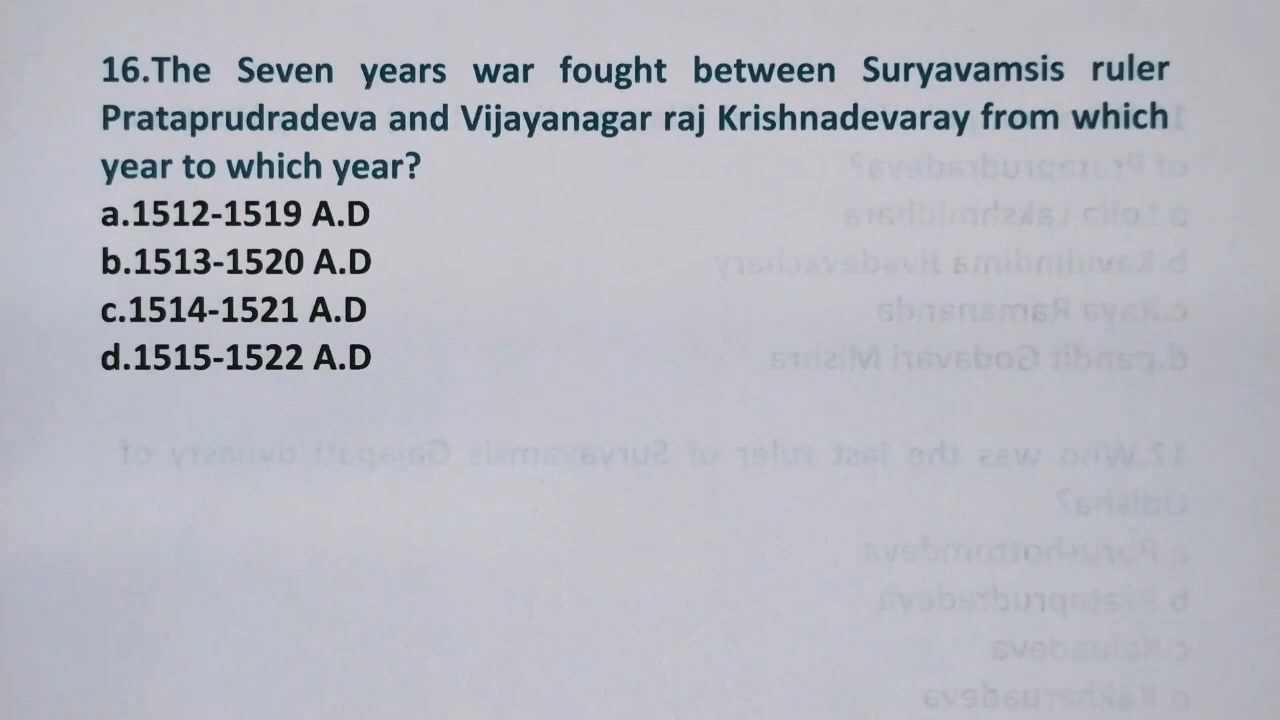 16.The Seven years war fought between Suryavamsis ruler
Prataprudradeva and Vijayanagar raj Krishnadevaray from which
year to which year?
a.1512-1519 A.D
b.1513-1520 A.D
c.1514-1521 A.D
d.1515-1522 A.D